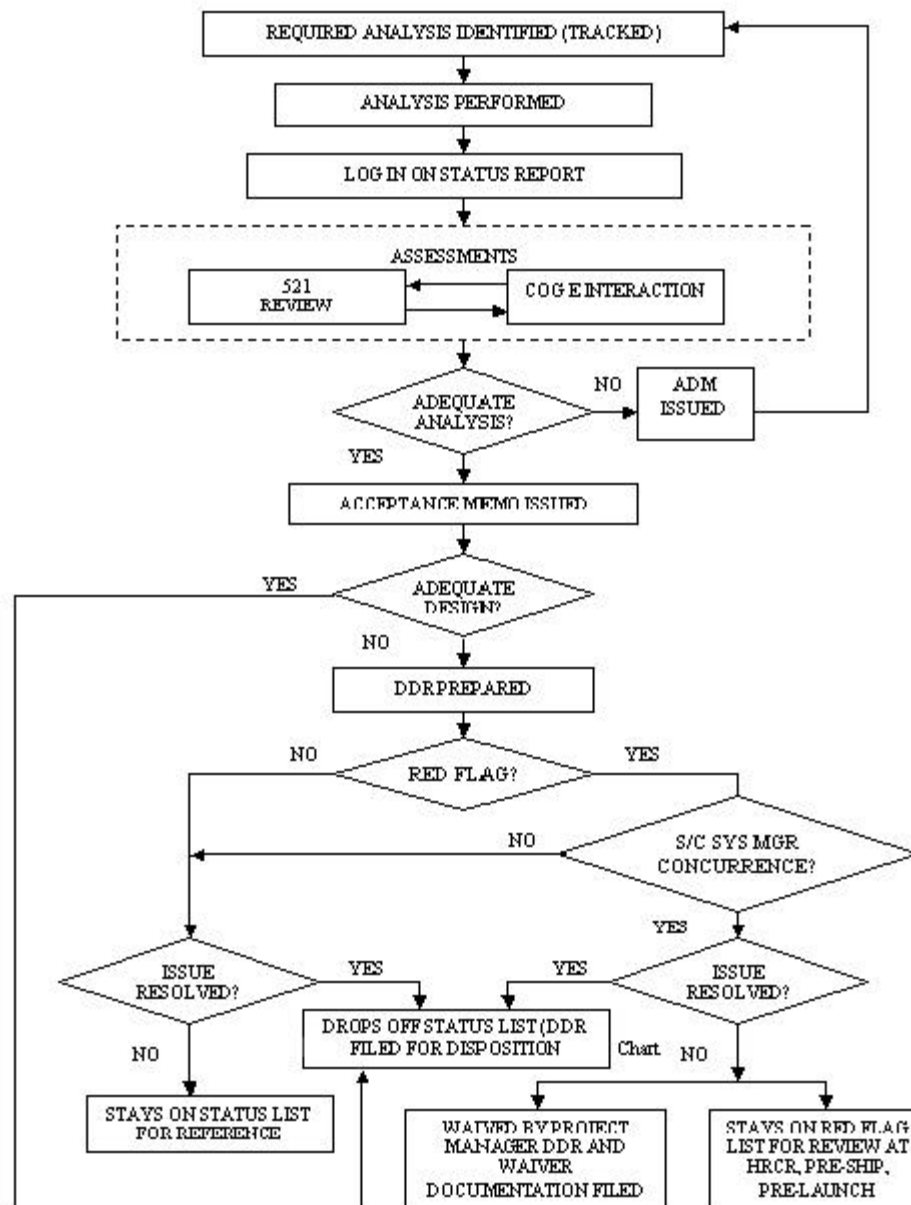 REQUIRED ANALYSIS IDENTIFIED (TRACKED)
ANALYSIS PERFORMED
LOG IN ON STATUS REPORT
ASSESSMENTS
521
REVIEW
COG E INTERACTION
ADEQUATE
ANALYSIS?
NO
ADM
ISSUED
YES
ACCEPTANCE MEMO ISSUED
YES
ADEQUATE
DESIGN?
NO
DDR PREPARED
NO
RED FLAG?
YES
NO
S/C SYS MGR
CONCURRENCE?
YES
ISSUE
RESOLVED?
YES
YES
ISSUE
RESOLVED?
DROPS OFF STATUS LIST (DDR
FILED FOR DISPOSITION
Chart
NO
NO
STAYS ON STATUS LIST
FOR REFERENCE
WAIVED BY PROJECT
MANAGER DDR AND
WAIVER
DOCUMENTATION FILED
STAYS ON RED FLAG
LIST FOR REVIEW AT
HRCR, PRE-SHIP,
PRE-LAUNCH